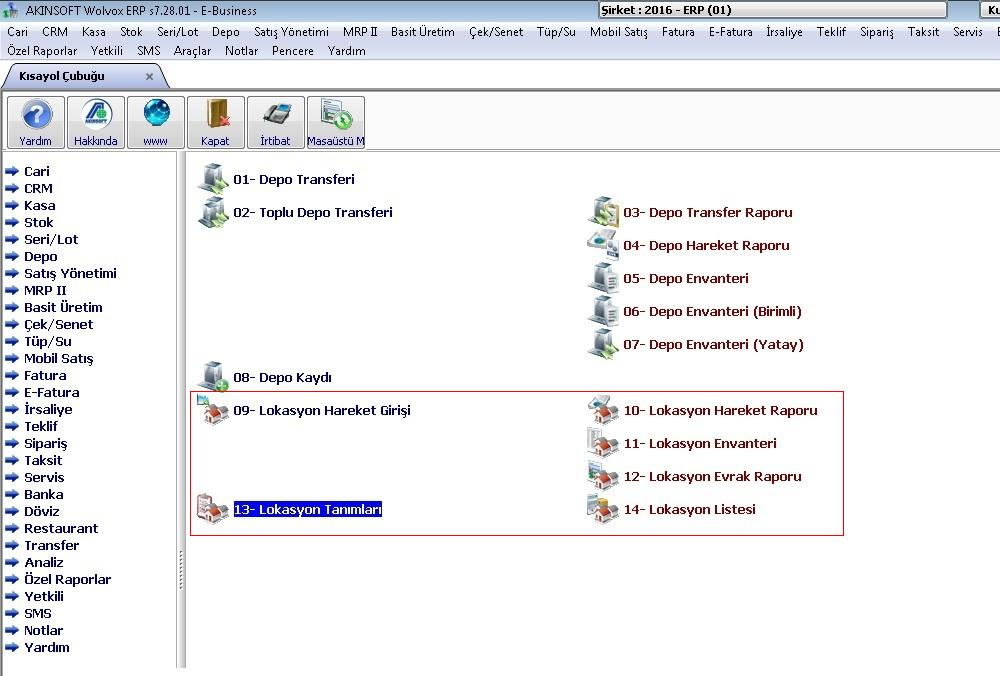 AKINSOFT Wolvox ERP s7.28.01 - E-Business
Şirket : 2016 - ERP (01)
Cari CRM Kasa Stok Seri/Lot Depo Satış Yönetimi MRP II Basit Üretim Çek/Senet Tüp/Su Mobil Satış Fatura E-Fatura İrsaliye Teklif Sipariş Taksit Servis
Özel Raporlar Yetkili SMS Araçlar Notlar Pencere Yardım
Kısayol Çubuğu
Yardım Hakkında www Kapat İrtibat Masaüstü M
AKINSOFT
Cari
CRM
Kasa
Stok
Seri/Lot
Depo
Satış Yönetimi
MRP II
Basit Üretim
Çek/Senet
Tüp/Su
Mobil Satış
Fatura
E-Fatura
İrsaliye
Teklif
Sipariş
Taksit
Servis
Banka
Döviz
Restaurant
Transfer
Analiz
Özel Raporlar
Yetkili
SMS
Notlar
Yardım
01- Depo Transferi
02- Toplu Depo Transferi
03- Depo Transfer Raporu
04- Depo Hareket Raporu
05- Depo Envanteri
06- Depo Envanteri (Birimli)
07- Depo Envanteri (Yatay)
08- Depo Kaydı
09- Lokasyon Hareket Girişi
10- Lokasyon Hareket Raporu
11- Lokasyon Envanteri
12- Lokasyon Evrak Raporu
13- Lokasyon Tanımları
14- Lokasyon Listesi